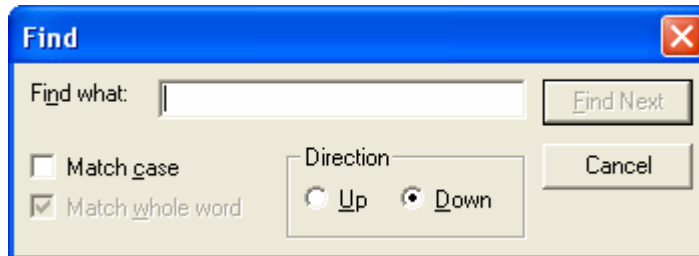 Find
Find what:
Find Next
Match case
Direction
Cancel
Match whole word
Up
Down